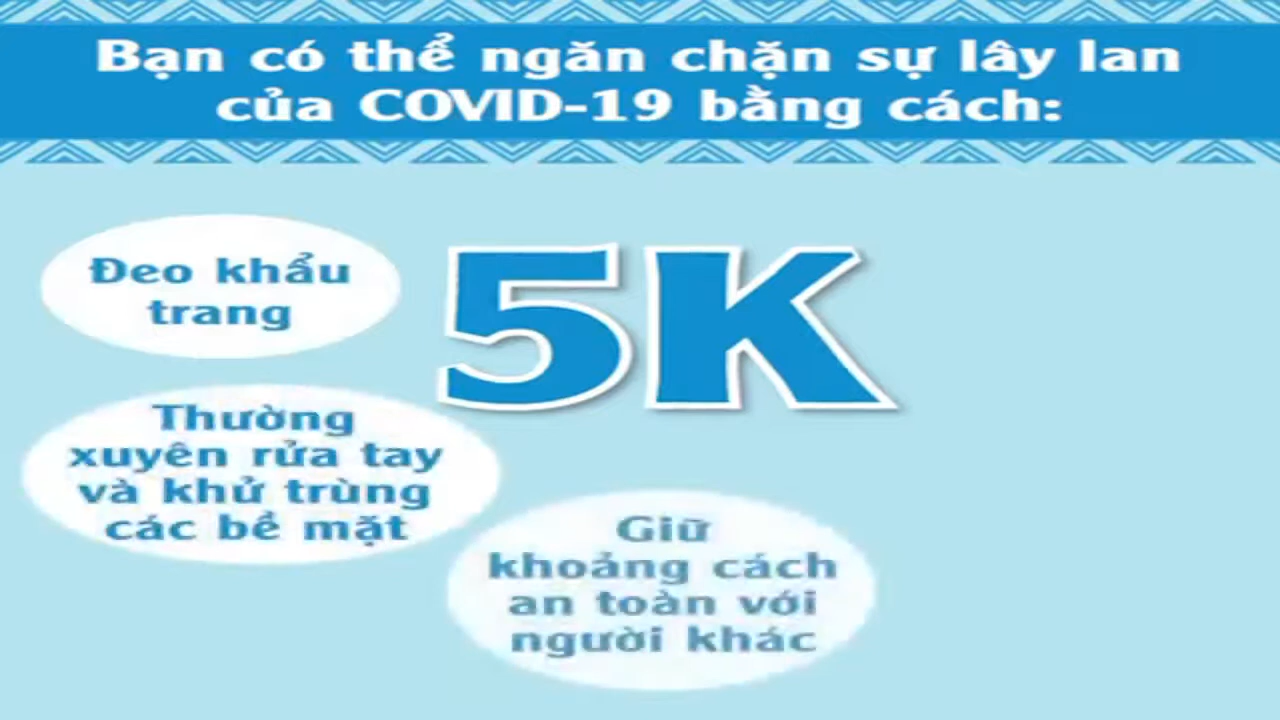 Bạn có thể ngăn chặn sự lây lan
của COVID-19 bằng cách:
5K
Đeo khẩu
trang
Thường
xuyên rửa tay
và khử trùng
các bề mặt
Giữ
khoảng cách
an toàn với
người khác